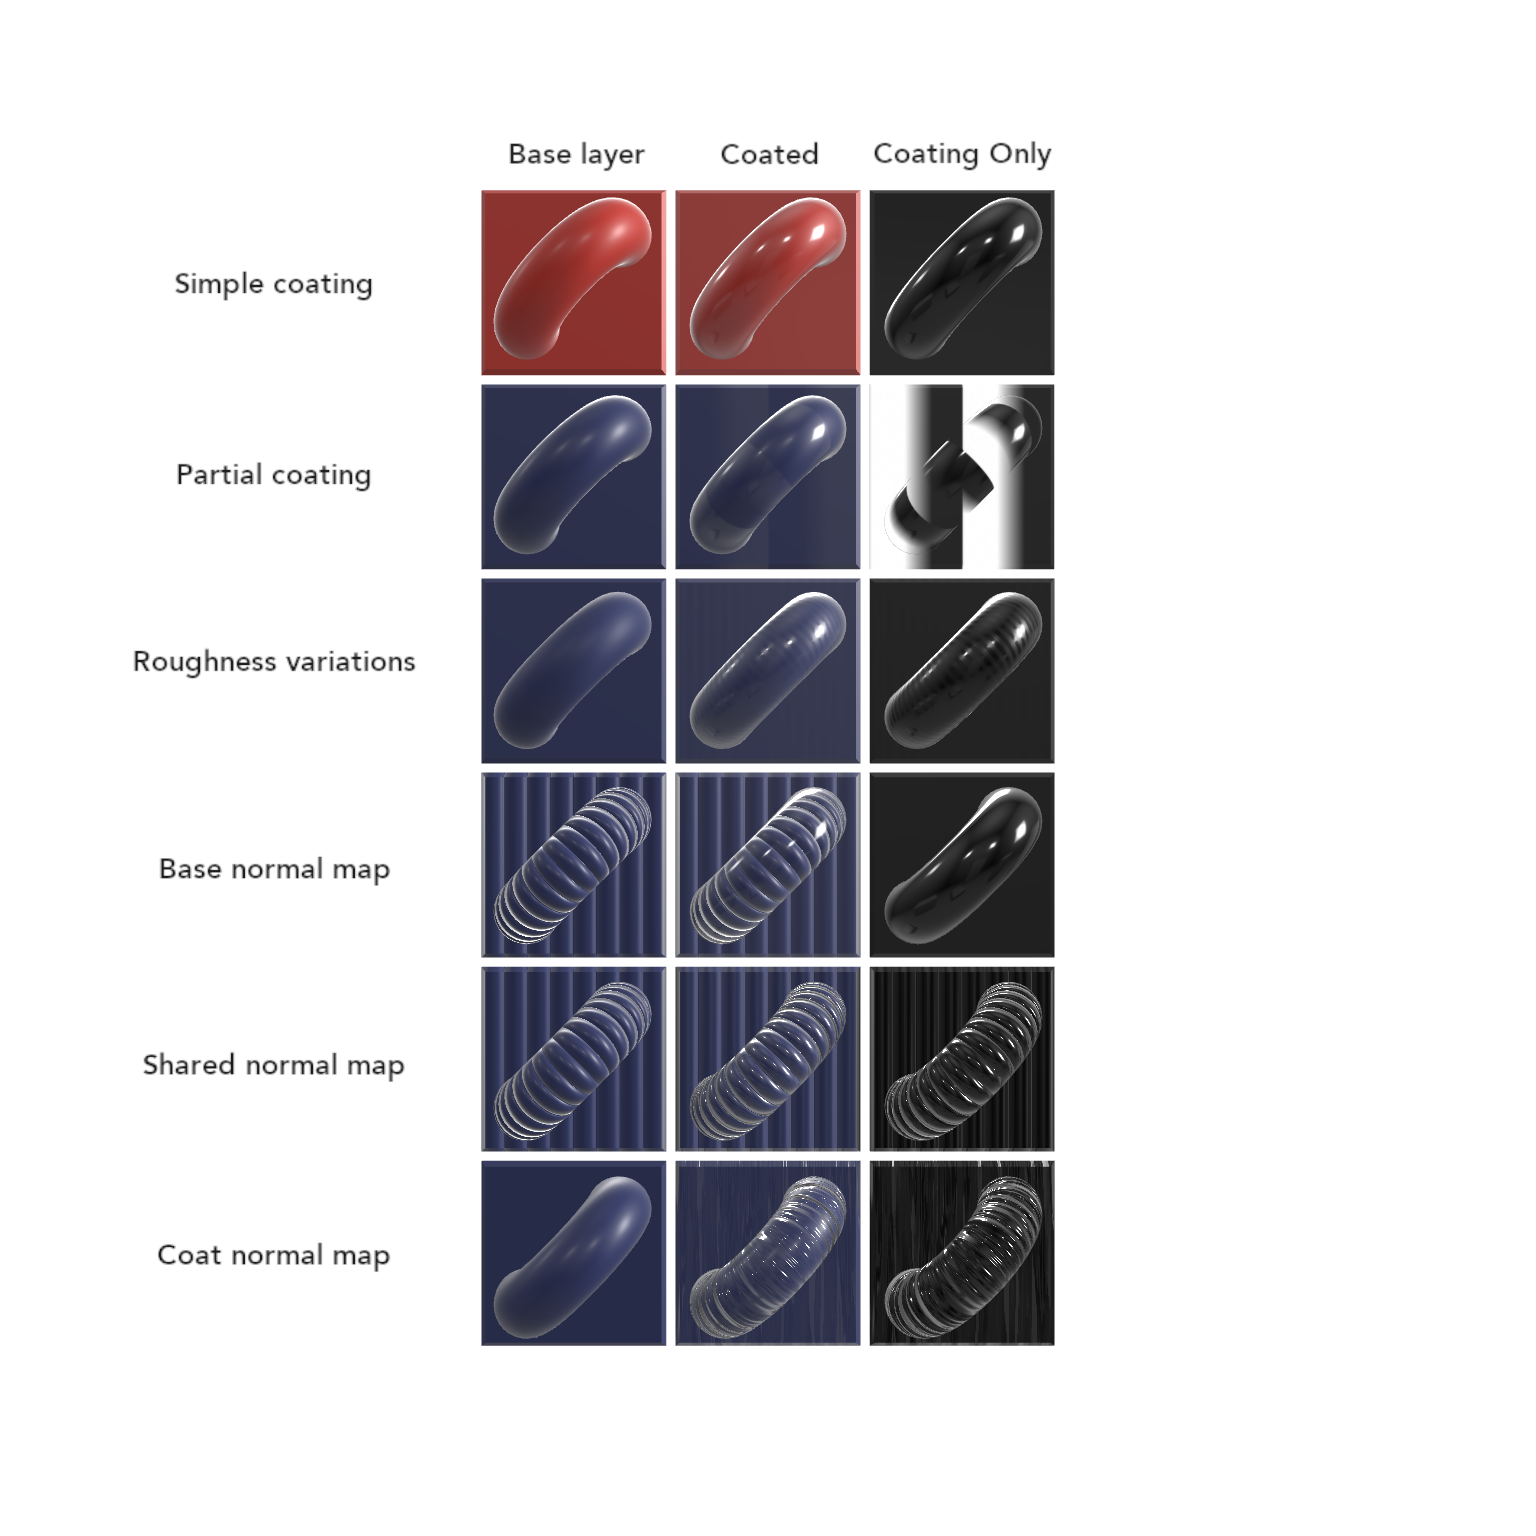 Base layer
Coated
Coating Only
Simple coating
Partial coating
Roughness variations
Base normal map
Shared normal map
Coat normal map